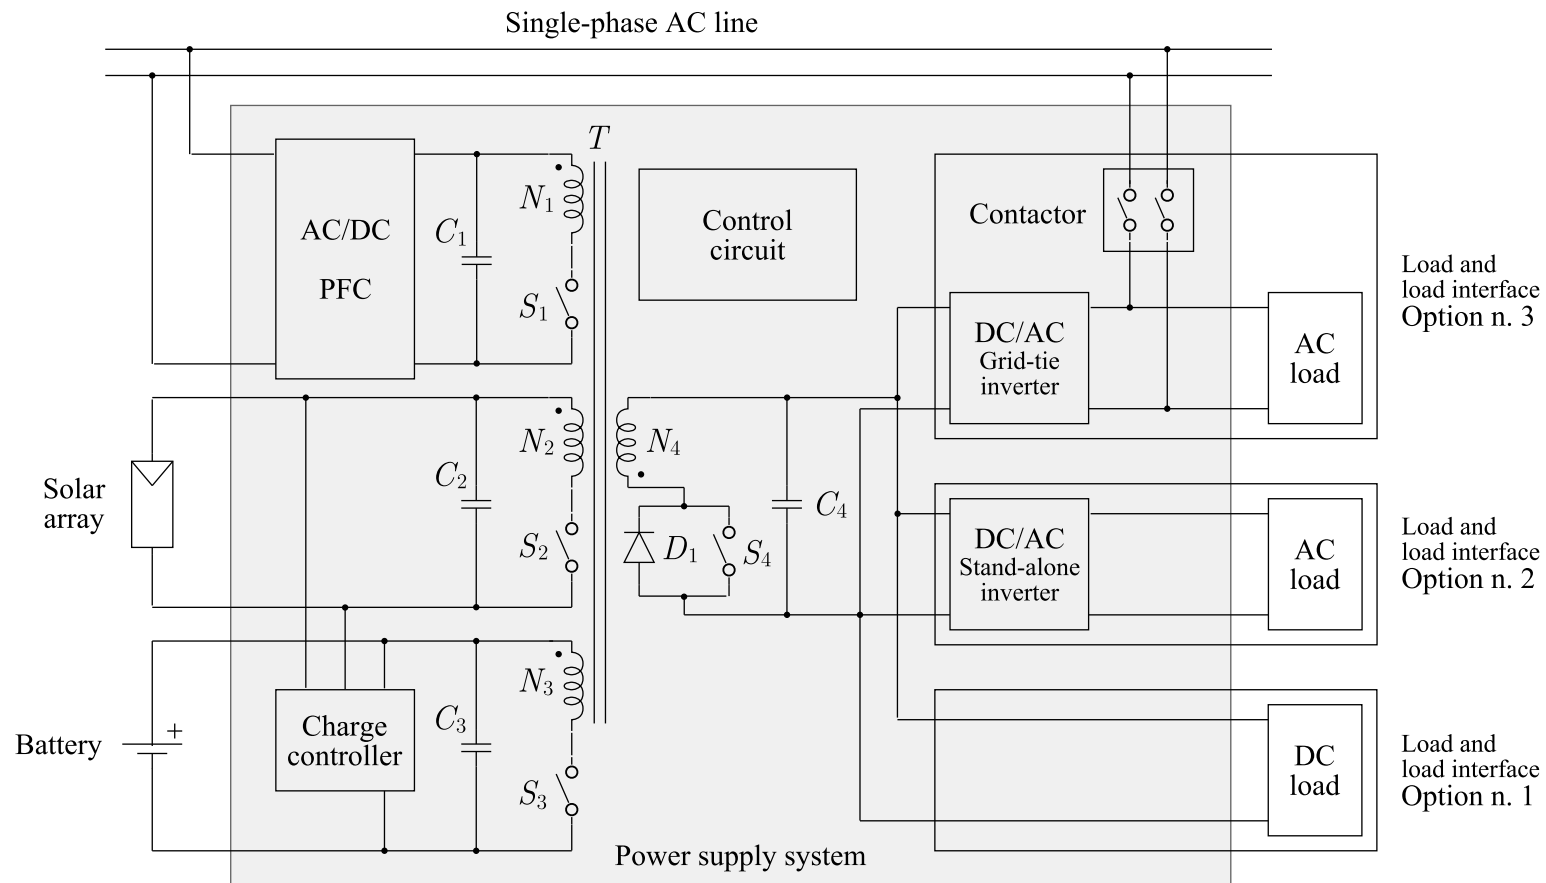 Single-phase AC line
T
N1
AC/DC
PFC
C1
S1
Control
circuit
Contactor
Load and
load interface
Option n. 3
DC/AC
Grid-tie
inverter
AC
load
Solar
array
N2
C2
S2
N4
D1
S4
C4
DC/AC
Stand-alone
inverter
AC
load
Load and
load interface
Option n. 2
Battery
+
Charge
controller
N3
C3
S3
DC
load
Load and
load interface
Option n. 1
Power supply system